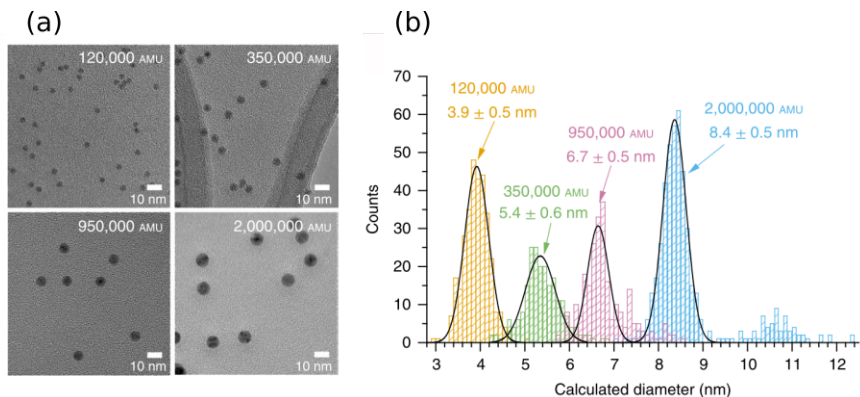 (a)
120,000 AMU
10 nm
350,000 AMU
10 nm
950,000 AMU
10 nm
2,000,000 AMU
10 nm
(b)
70
60
50
40
30
20
10
0
Counts
120,000 AMU
3.9 ± 0.5 nm
350,000 AMU
5.4 ± 0.6 nm
950,000 AMU
6.7 ± 0.5 nm
2,000,000 AMU
8.4 ± 0.5 nm
3 4 5 6 7 8 9 10 11 12
Calculated diameter (nm)